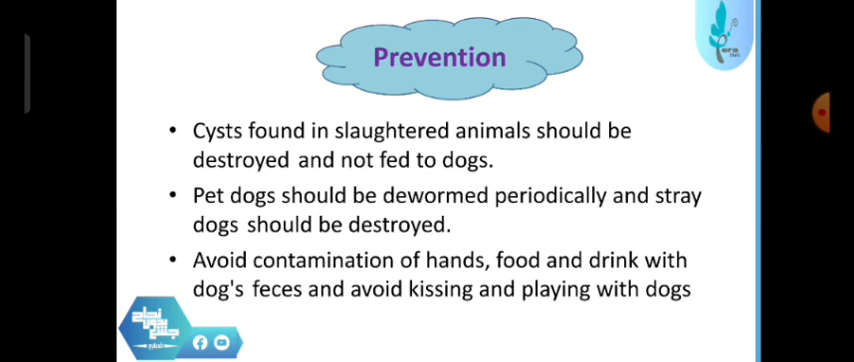 Prevention
• Cysts found in slaughtered animals should be
destroyed and not fed to dogs.
• Pet dogs should be dewormed periodically and stray
dogs should be destroyed.
• Avoid contamination of hands, food and drink with
dog's feces and avoid kissing and playing with dogs